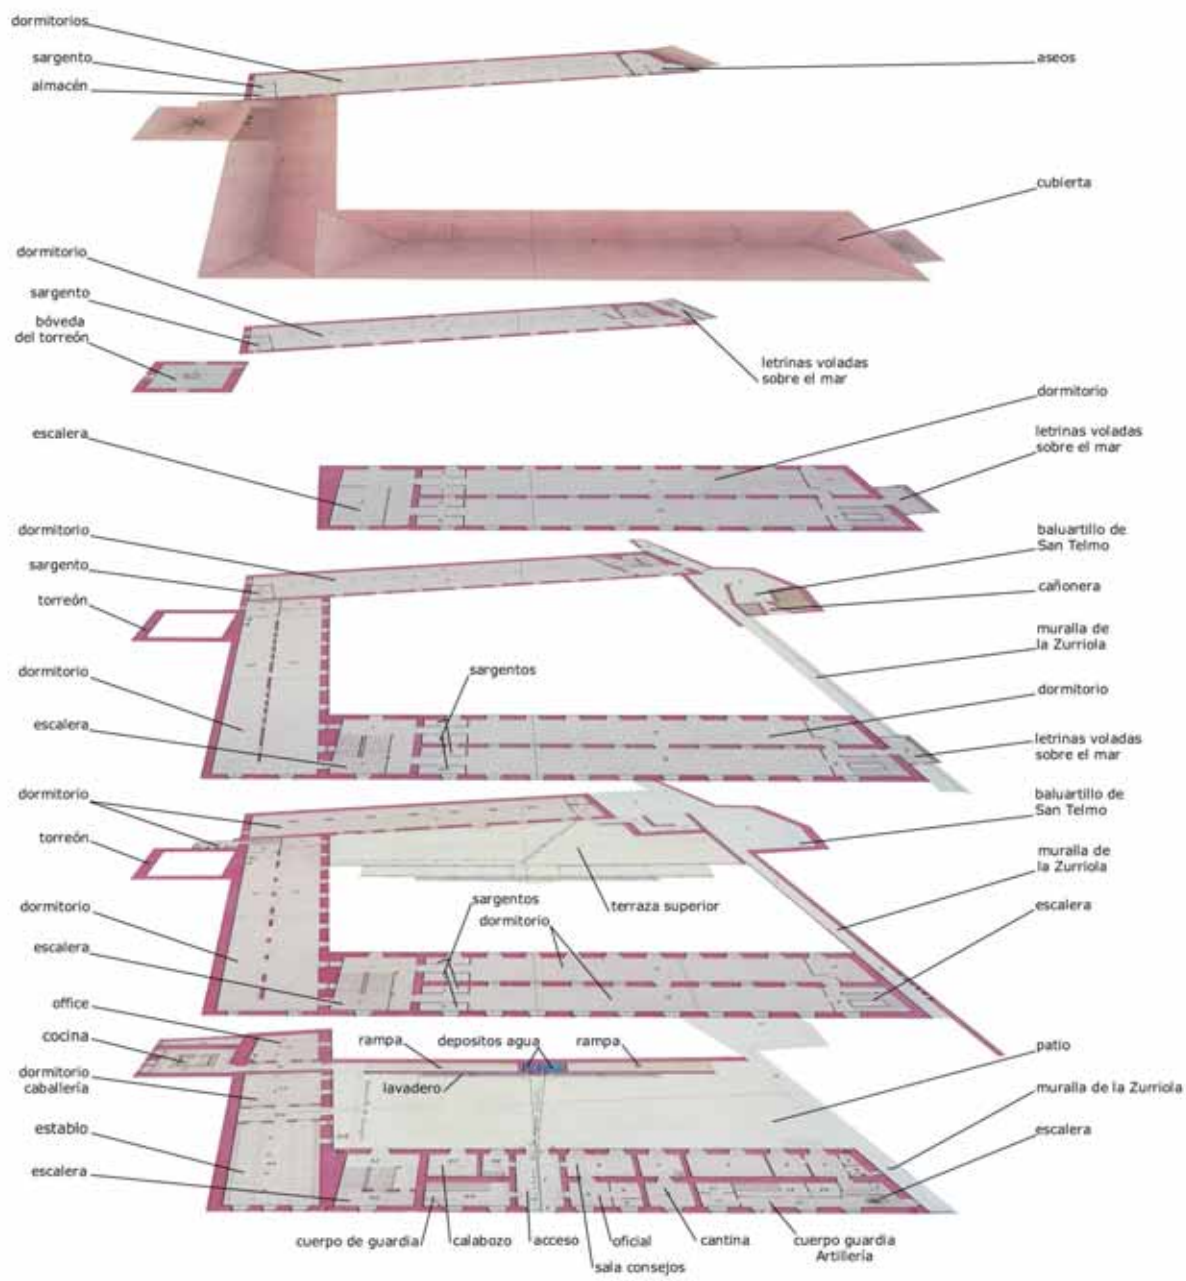 dormitorios
sargento
almacén
aseos
cubierta
dormitorio
sargento
bóveda
del torreón
letrinas voladas
sobre el mar
dormitorio
escalera
letrinas voladas
sobre el mar
dormitorio
sargento
torreón
baluartillo de
San Telmo
cañonera
muralla de
la Zurriola
dormitorio
sargentos
dormitorio
escalera
letrinas voladas
sobre el mar
dormitorio
torreón
baluartillo de
San Telmo
muralla de
la Zurriola
dormitorio
sargentos
dormitorio
terraza superior
escalera
escalera
office
cocina
rampa
depositos agua
rampa
patio
dormitorio
caballería
lavadero
muralla de la Zurriola
establo
escalera
escalera
cuerpo de guardia
calabozo
acceso
oficial
cantina
cuerpo guardia
Artillería
sala consejos